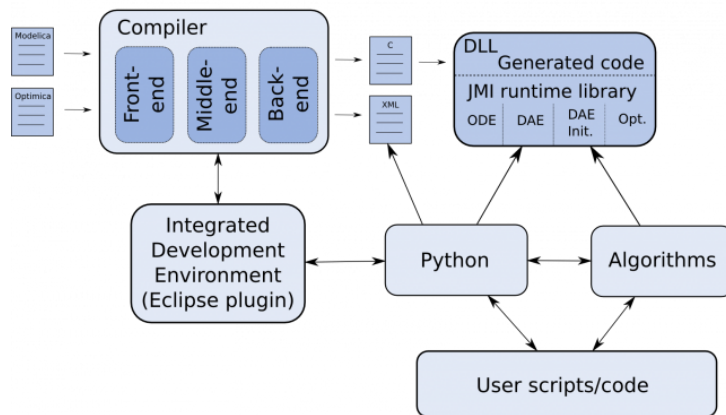 Modelica
Optimica
Compiler
Front-
end
Middle-
end
Back-
end
C
XML
DLL
Generated code
JMI runtime library
ODE
DAE
DAE
Init.
Opt.
Integrated
Development
Environment
(Eclipse plugin)
Python
Algorithms
User scripts/code